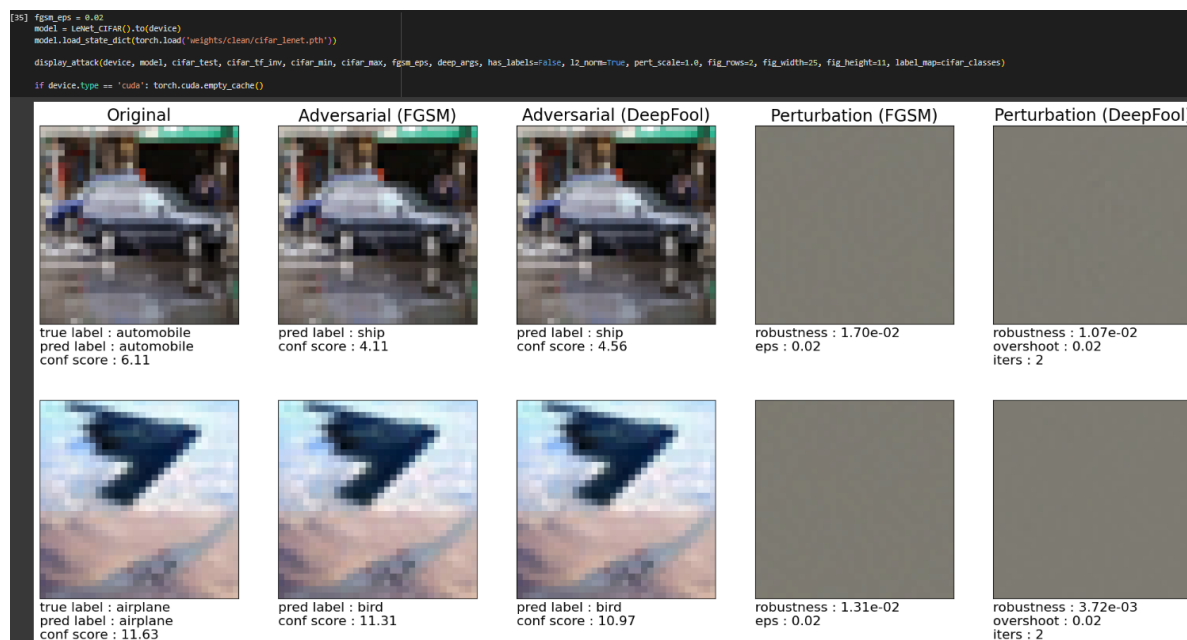 [35] fgsm_eps = 0.02
model = LeNet_CIFAR().to(device)
model.load_state_dict(torch.load('weights/clean/cifar_lenet.pth'))
display_attack(device, model, cifar_test, cifar_tf_inv, cifar_min, cifar_max, fgsm_eps, deep_args, has_labels=False, l2_norm=True, pert_scale=1.0, fig_rows=2, fig_width=25, fig_height=11, label_map=cifar_classes)
if device.type == 'cuda': torch.cuda.empty_cache()
Original Adversarial (FGSM) Adversarial (DeepFool) Perturbation (FGSM) Perturbation (DeepFool)
true label : automobile pred label : ship pred label : ship robustness : 1.70e-02 robustness : 1.07e-02
pred label : automobile conf score : 4.11 conf score : 4.56 eps : 0.02 overshoot : 0.02
conf score : 6.11 iters : 2
true label : airplane pred label : bird pred label : bird robustness : 1.31e-02 robustness : 3.72e-03
pred label : airplane conf score : 11.31 conf score : 10.97 eps : 0.02 overshoot : 0.02
conf score : 11.63 iters : 2